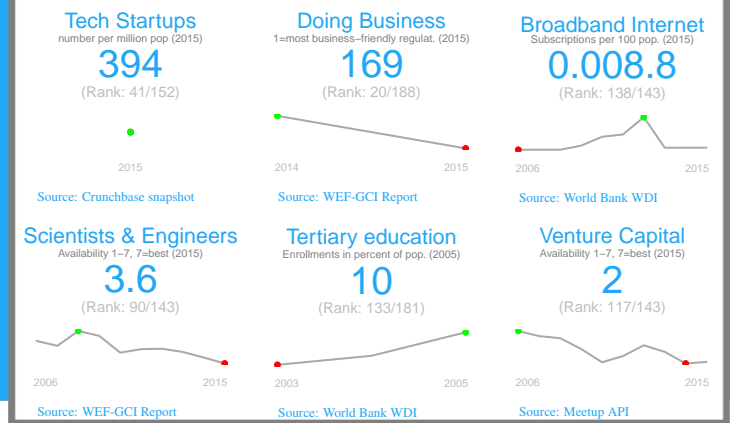 Tech Startups
number per million pop (2015)
394
(Rank: 41/152)
2015
Source: Crunchbase snapshot
Doing Business
1=most business−friendly regulat. (2015)
169
(Rank: 20/188)
2014 2015
Source: WEF-GCI Report
Broadband Internet
Subscriptions per 100 pop. (2015)
0.008.8
(Rank: 138/143)
2006 2015
Source: World Bank WDI
Scientists & Engineers
Availability 1−7, 7=best (2015)
3.6
(Rank: 90/143)
2006 2015
Source: WEF-GCI Report
Tertiary education
Enrollments in percent of pop. (2005)
10
(Rank: 133/181)
2003 2005
Source: World Bank WDI
Venture Capital
Availability 1−7, 7=best (2015)
2
(Rank: 117/143)
2006 2015
Source: Meetup API